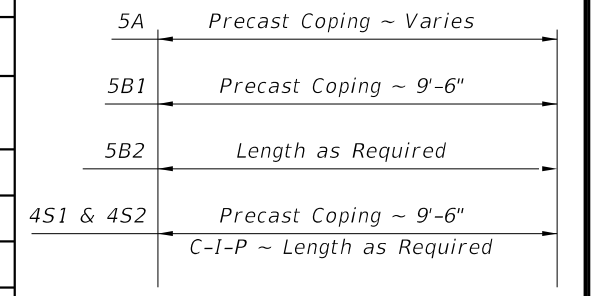 5A Precast Coping ~ Varies
5B1 Precast Coping ~ 9'-6"
5B2 Length as Required
4S1 & 4S2 Precast Coping ~ 9'-6"
C-I-P ~ Length as Required